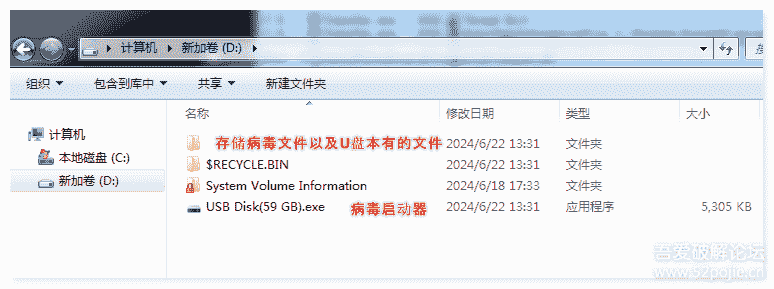 计算机 ▸ 新加卷 (D:) ▸
组织 包含到库中 共享 新建文件夹
名称 修改日期 类型 大小
计算机
本地磁盘 (C:)
新加卷 (D:)
存储病毒文件以及U盘本有的文件 2024/6/22 13:31 文件夹
$RECYCLE.BIN 2024/6/22 13:31 文件夹
System Volume Information 2024/6/18 17:33 文件夹
USB Disk(59 GB).exe 病毒启动器 2024/6/22 13:31 应用程序 5,305 KB
吾爱破解论坛
www.52pojie.cn